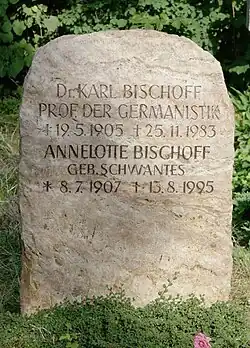 Dr. KARL BISCHOFF
PROF. DER GERMANISTIK
* 19.5.1905 † 25.11.1983
ANNELOTTE BISCHOFF
GEB. SCHWANTES
* 8.7.1907 † 13.8.1995